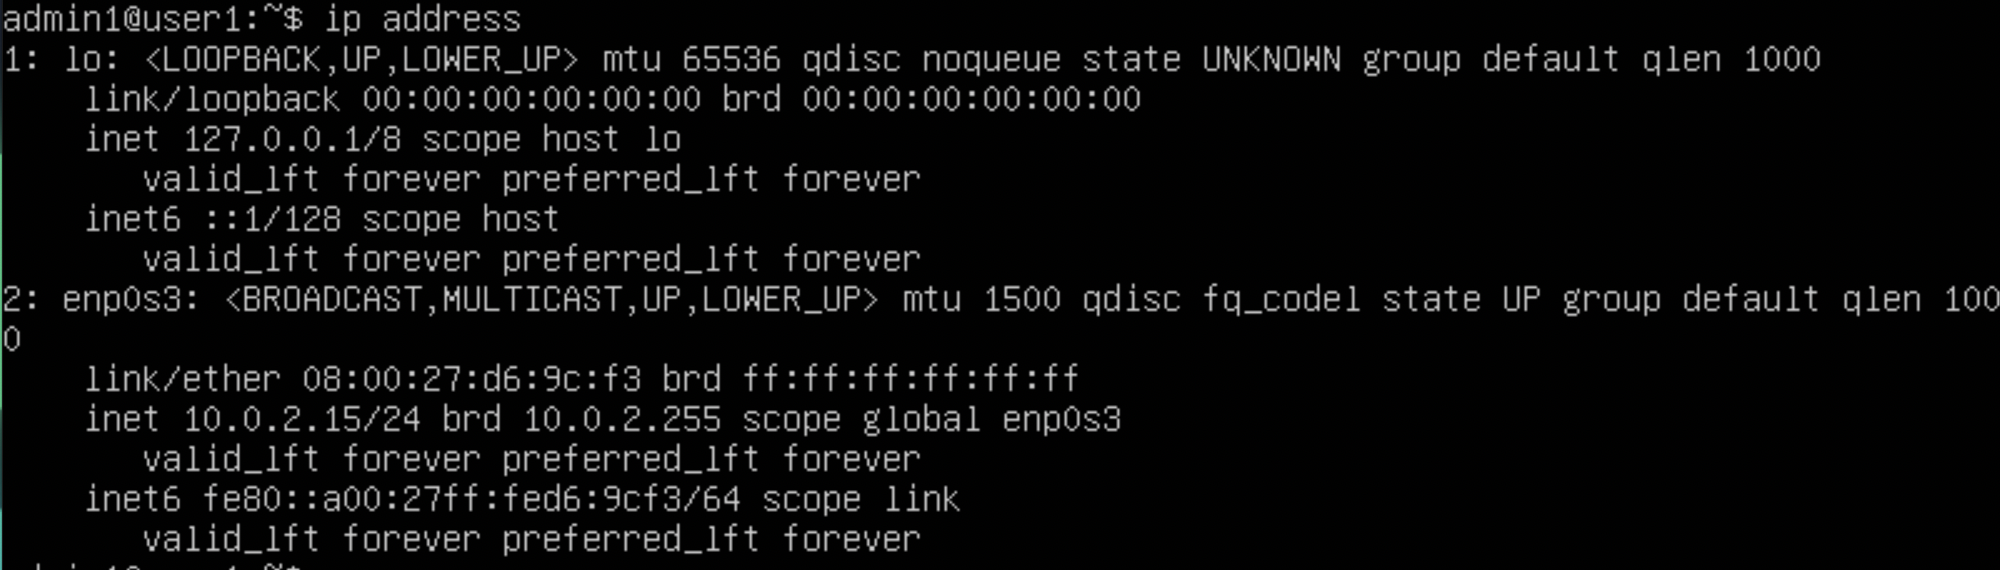 admin1@user1:~$ ip address
1: lo: <LOOPBACK,UP,LOWER_UP> mtu 65536 qdisc noqueue state UNKNOWN group default qlen 1000
    link/loopback 00:00:00:00:00:00 brd 00:00:00:00:00:00
    inet 127.0.0.1/8 scope host lo
       valid_lft forever preferred_lft forever
    inet6 ::1/128 scope host
       valid_lft forever preferred_lft forever
2: enp0s3: <BROADCAST,MULTICAST,UP,LOWER_UP> mtu 1500 qdisc fq_codel state UP group default qlen 100
0
    link/ether 08:00:27:d6:9c:f3 brd ff:ff:ff:ff:ff:ff
    inet 10.0.2.15/24 brd 10.0.2.255 scope global enp0s3
       valid_lft forever preferred_lft forever
    inet6 fe80::a00:27ff:fed6:9cf3/64 scope link
       valid_lft forever preferred_lft forever